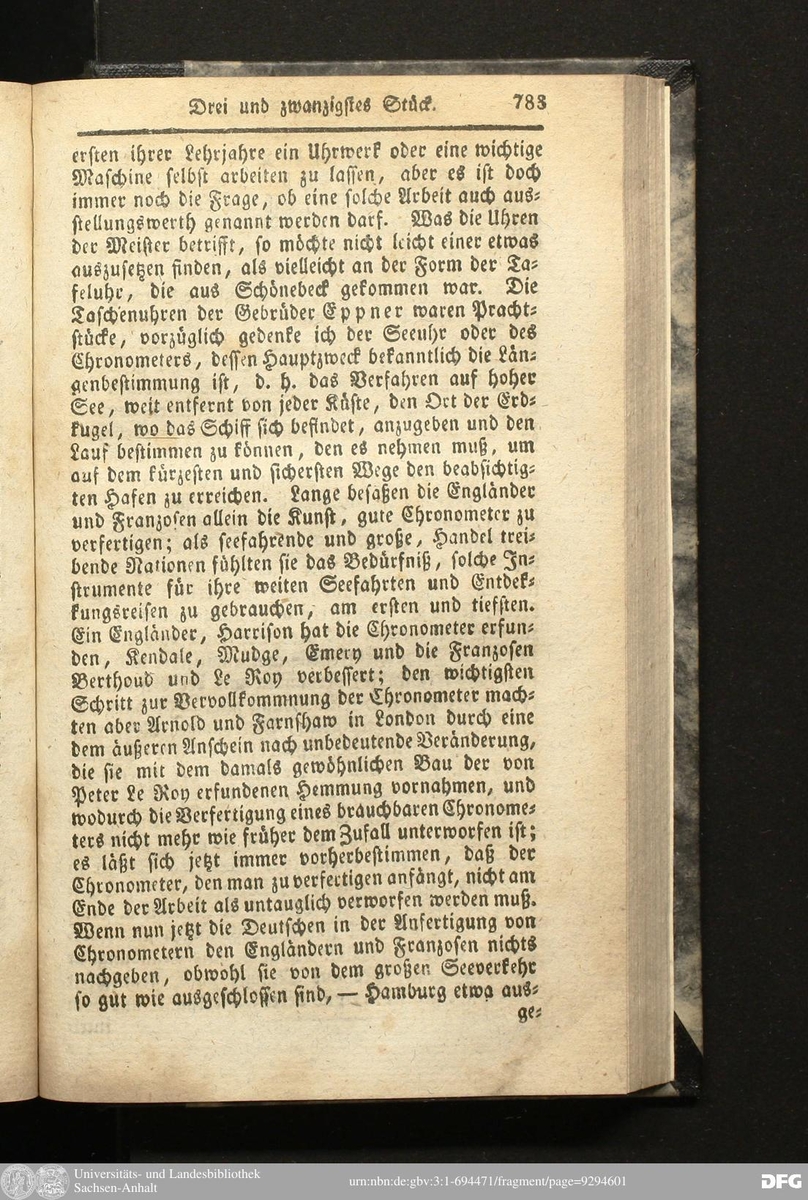 Drei und zwanzigstes Stück. 783
ersten ihrer Lehrjahre ein Uhrwerk oder eine wichtige
Maschine selbst arbeiten zu lassen, aber es ist doch
immer noch die Frage, ob eine solche Arbeit auch aus-
stellungswerth genannt werden darf. Was die Uhren
der Meister betrifft, so möchte nicht leicht einer etwas
auszusetzen finden, als vielleicht an der Form der Ta-
feluhr, die aus Schönebeck gekommen war. Die
Taschenuhren der Gebrüder Eppner waren Pracht-
stücke, vorzüglich gedenke ich der Seeuhr oder des
Chronometers, dessen Hauptzweck bekanntlich die Län-
genbestimmung ist, d. h. das Verfahren auf hoher
See, weit entfernt von jeder Küste, den Ort der Erd-
kugel, wo das Schiff sich befindet, anzugeben und den
Lauf bestimmen zu können, den es nehmen muß, um
auf dem kürzesten und sichersten Wege den beabsichtig-
ten Hafen zu erreichen. Lange besaßen die Engländer
und Franzosen allein die Kunst, gute Chronometer zu
verfertigen; als seefahrende und große, Handel trei-
bende Nationen fühlten sie das Bedürfniß, solche In-
strumente für ihre weiten Seefahrten und Entdek-
kungsreisen zu gebrauchen, am ersten und tiefsten.
Ein Engländer, Harrison hat die Chronometer erfun-
den, Kendale, Mudge, Emery und die Franzosen
Berthoud und Le Roy verbessert; den wichtigsten
Schritt zur Vervollkommnung der Chronometer mach-
ten aber Arnold und Farnshaw in London durch eine
dem äußeren Anschein nach unbedeutende Veränderung,
die sie mit dem damals gewöhnlichen Bau der von
Peter Le Roy erfundenen Hemmung vornahmen, und
wodurch die Verfertigung eines brauchbaren Chronome-
ters nicht mehr wie früher dem Zufall unterworfen ist;
es läßt sich jetzt immer vorherbestimmen, daß der
Chronometer, den man zu verfertigen anfängt, nicht am
Ende der Arbeit als untauglich verworfen werden muß.
Wenn nun jetzt die Deutschen in der Anfertigung von
Chronometern den Engländern und Franzosen nichts
nachgeben, obwohl sie von dem großen Seeverkehr
so gut wie ausgeschlossen sind, — Hamburg etwa aus-
ge-
Universitäts- und Landesbibliothek
Sachsen-Anhalt
urn:nbn:de:gbv:3:1-694471/fragment/page=9294601
DFG